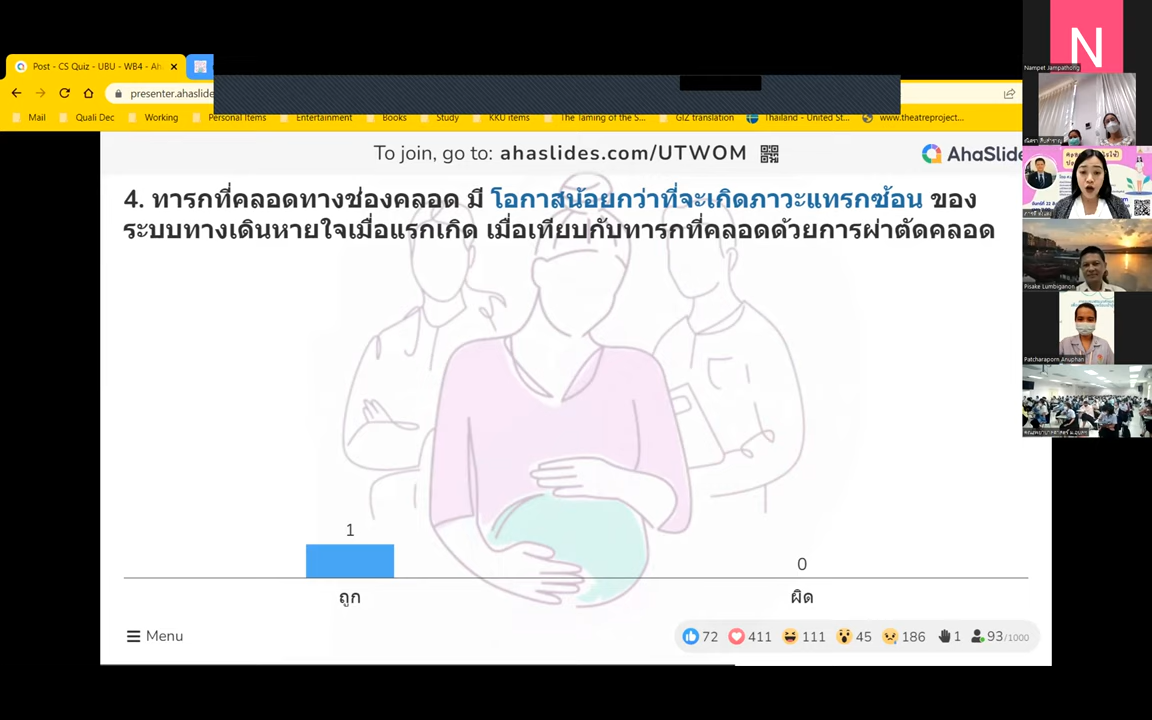 N
Nampet Jampathong
Post - CS Quiz - UBU - WB4 - Ah
presenter.ahaslide
Mail
Quali Dec
Working
Personal Items
Entertainment
Books
Study
KKU items
The Taming of the S...
GIZ translation
Thailand - United St...
www.theatreproject...
To join, go to: ahaslides.com/UTWOM
AhaSlide
4. ทารกที่คลอดทางช่องคลอด มี โอกาสน้อยกว่าที่จะเกิดภาวะแทรกซ้อน ของ
ระบบทางเดินหายใจเมื่อแรกเกิด เมื่อเทียบกับทารกที่คลอดด้วยการผ่าตัดคลอด
Pisake Lumbiganon
Patcharaporn Anuphan
1
0
ถูก
ผิด
Menu
72
411
111
45
186
1
93/1000